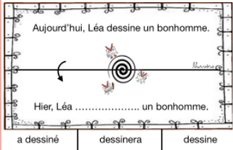 Aujourd'hui, Léa dessine un bonhomme.
Hier, Léa ..................... un bonhomme.
a dessiné
dessinera
dessine